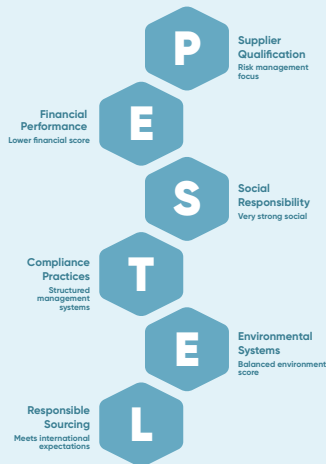 P
Supplier
Qualification
Risk management
focus
E
Financial
Performance
Lower financial score
S
Social
Responsibility
Very strong social
T
Compliance
Practices
Structured
management
systems
E
Environmental
Systems
Balanced environment
score
L
Responsible
Sourcing
Meets international
expectations